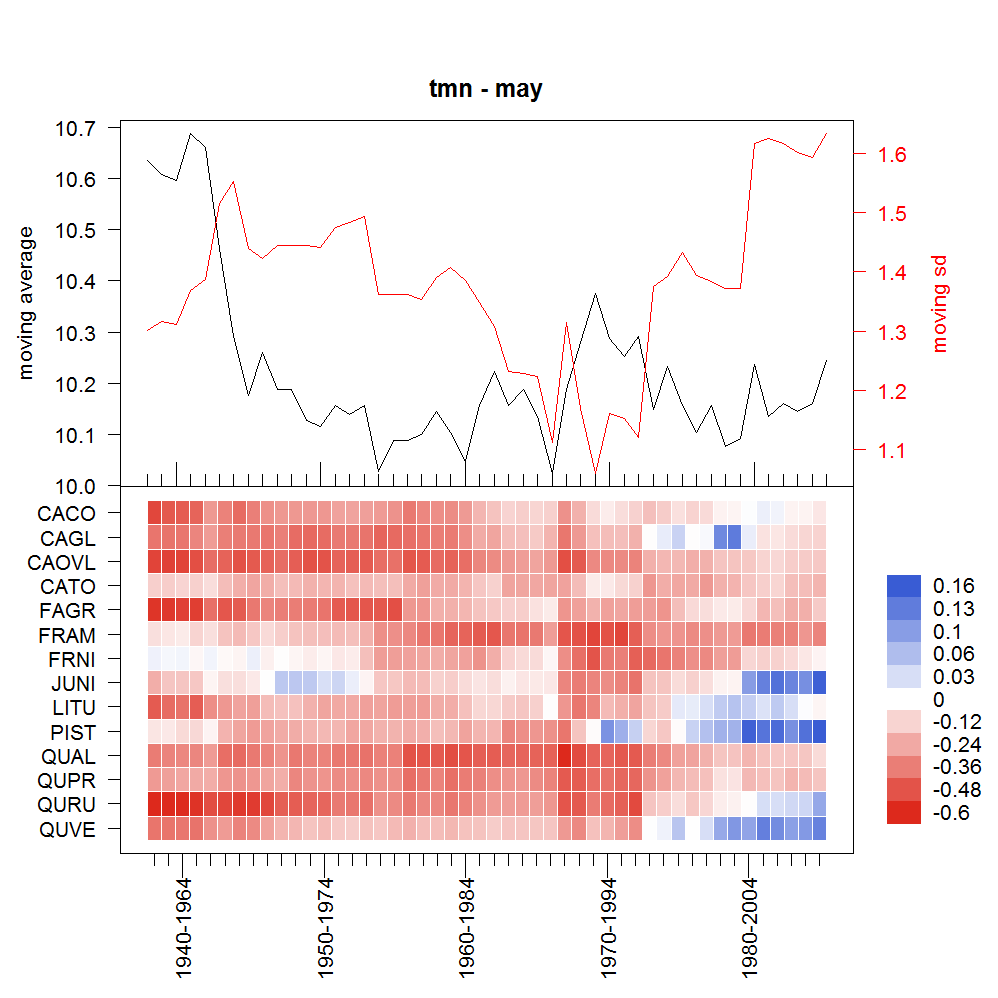 tmn - may
10.7
10.6
10.5
10.4
10.3
10.2
10.1
10.0
moving average
1.6
1.5
1.4
1.3
1.2
1.1
moving sd
CACO
CAGL
CAOVL
CATO
FAGR
FRAM
FRNI
JUNI
LITU
PIST
QUAL
QUPR
QURU
QUVE
0.16
0.13
0.1
0.06
0.03
0
-0.12
-0.24
-0.36
-0.48
-0.6
1940-1964
1950-1974
1960-1984
1970-1994
1980-2004